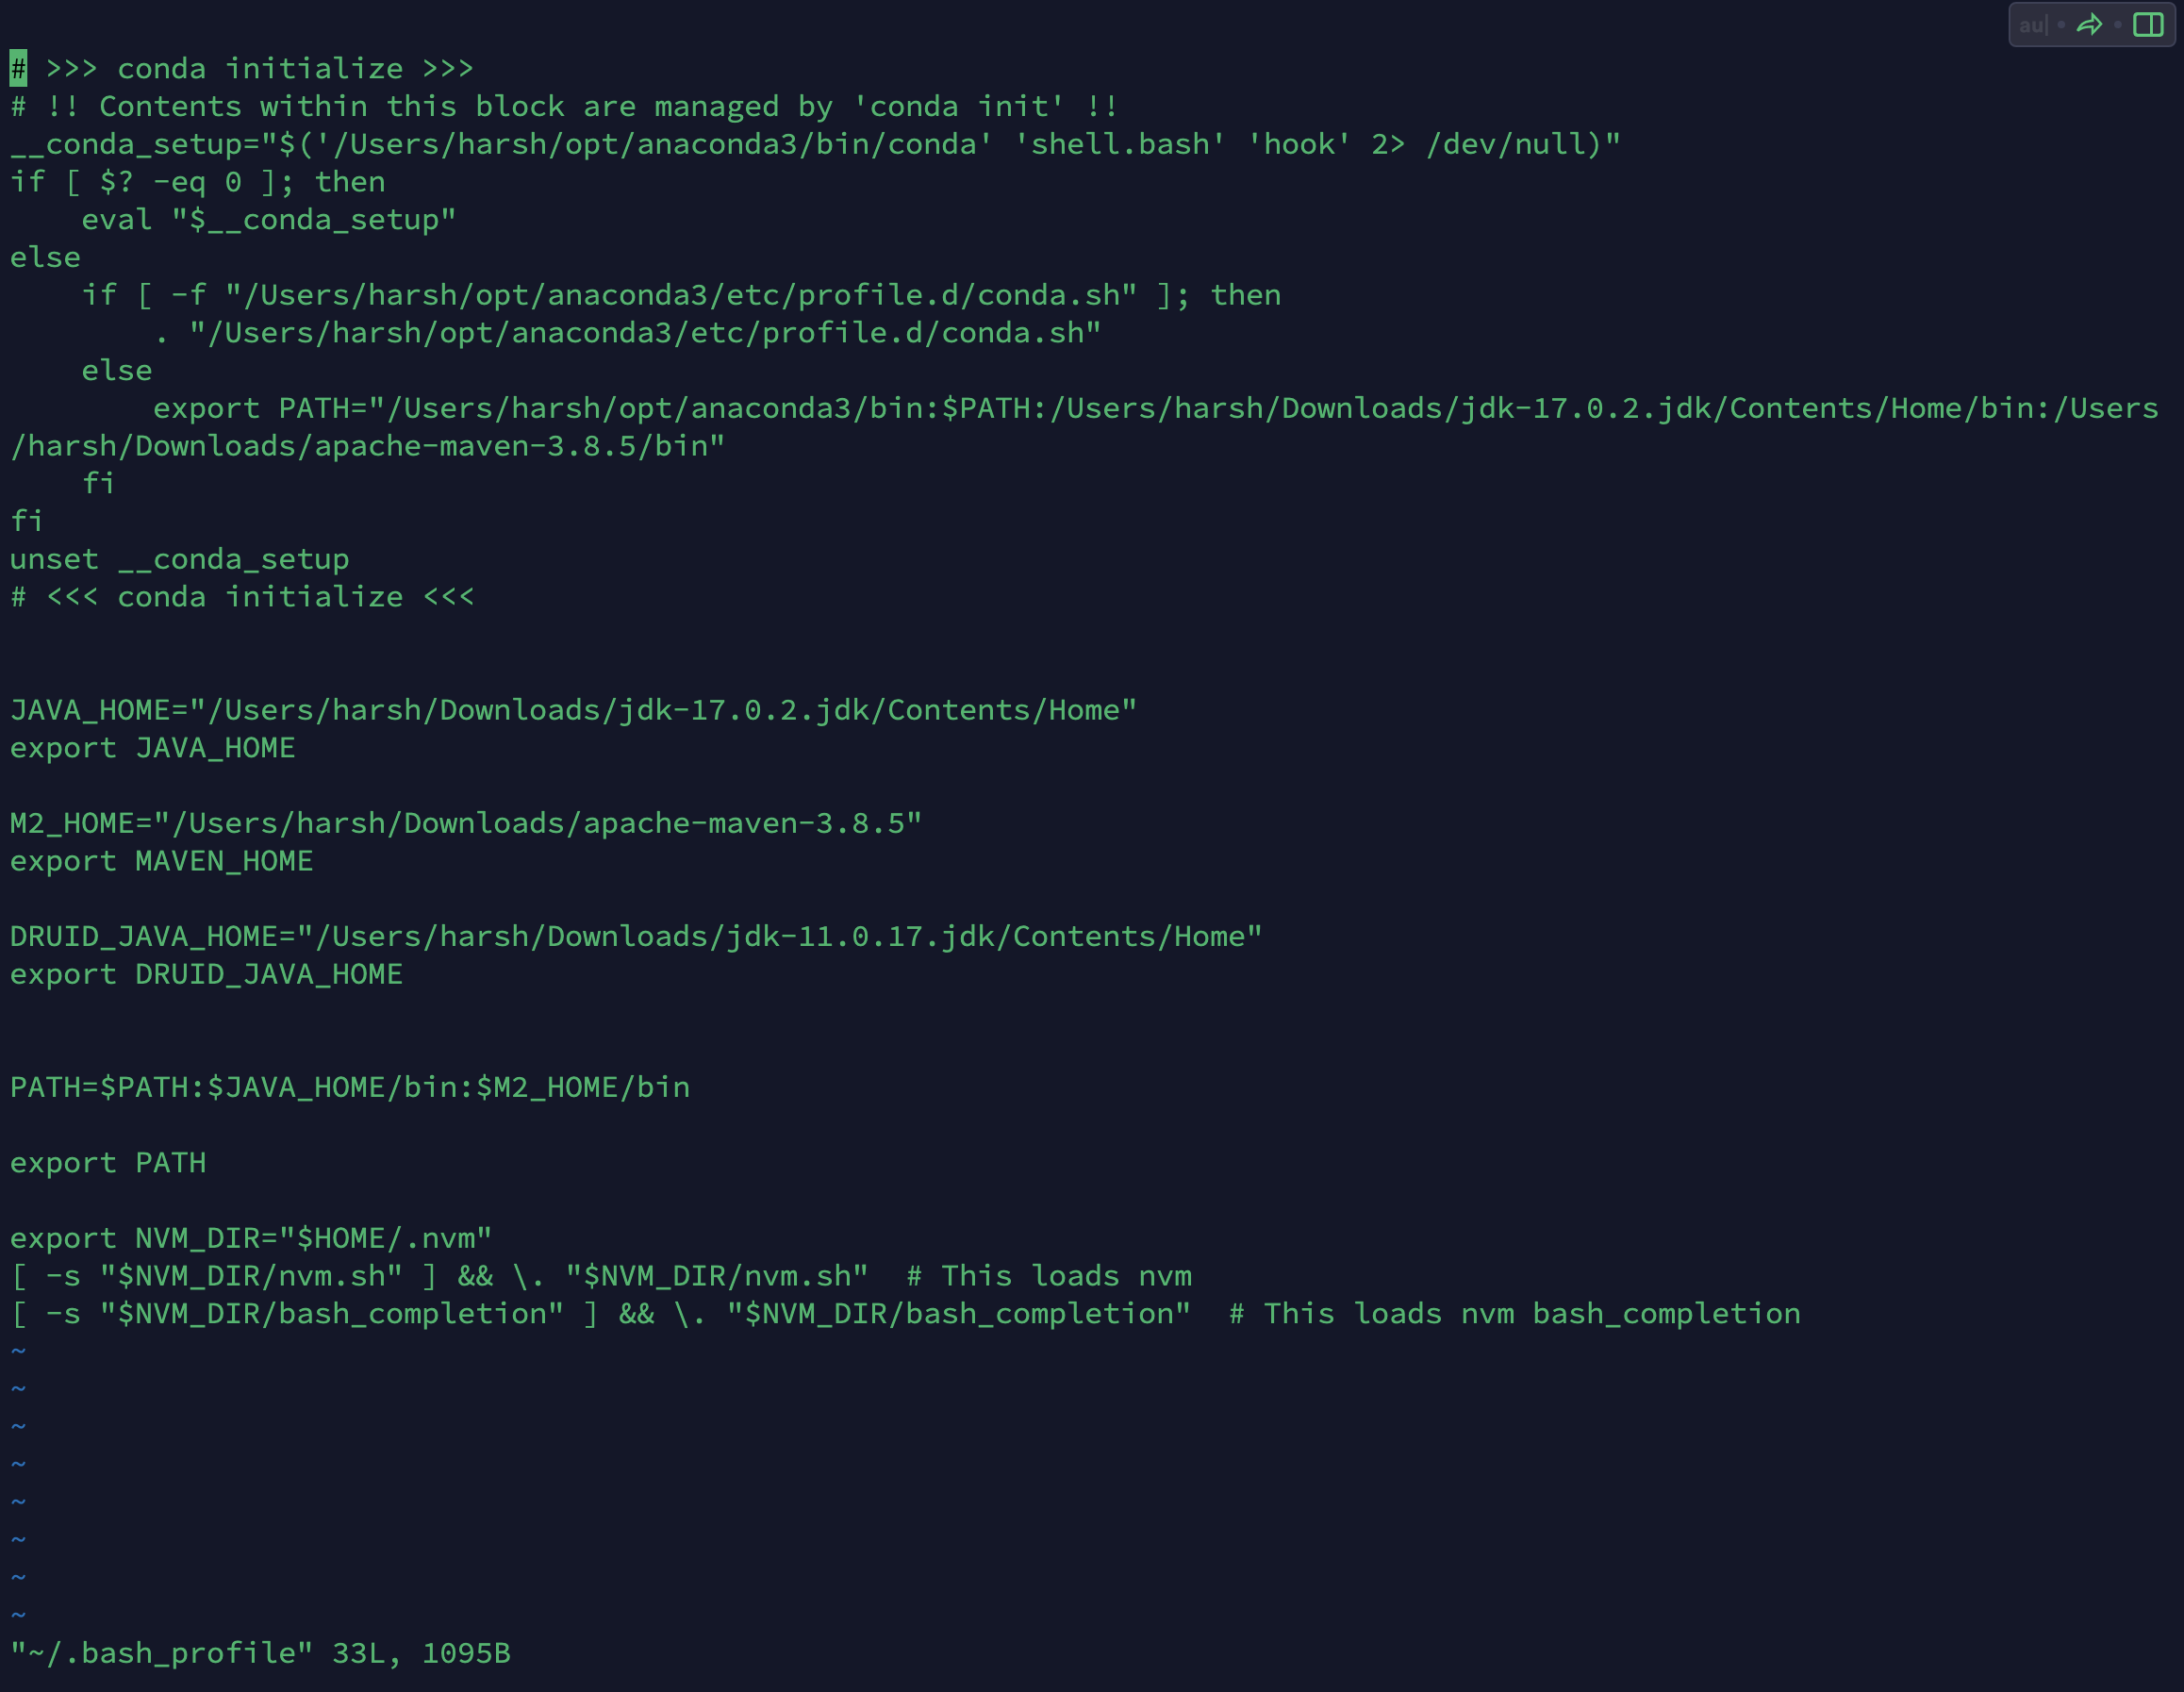 au
# >>> conda initialize >>>
# !! Contents within this block are managed by 'conda init' !!
__conda_setup="$('/Users/harsh/opt/anaconda3/bin/conda' 'shell.bash' 'hook' 2> /dev/null)"
if [ $? -eq 0 ]; then
    eval "$__conda_setup"
else
    if [ -f "/Users/harsh/opt/anaconda3/etc/profile.d/conda.sh" ]; then
        . "/Users/harsh/opt/anaconda3/etc/profile.d/conda.sh"
    else
        export PATH="/Users/harsh/opt/anaconda3/bin:$PATH:/Users/harsh/Downloads/jdk-17.0.2.jdk/Contents/Home/bin:/Users
/harsh/Downloads/apache-maven-3.8.5/bin"
    fi
fi
unset __conda_setup
# <<< conda initialize <<<
JAVA_HOME="/Users/harsh/Downloads/jdk-17.0.2.jdk/Contents/Home"
export JAVA_HOME
M2_HOME="/Users/harsh/Downloads/apache-maven-3.8.5"
export MAVEN_HOME
DRUID_JAVA_HOME="/Users/harsh/Downloads/jdk-11.0.17.jdk/Contents/Home"
export DRUID_JAVA_HOME
PATH=$PATH:$JAVA_HOME/bin:$M2_HOME/bin
export PATH
export NVM_DIR="$HOME/.nvm"
[ -s "$NVM_DIR/nvm.sh" ] && \. "$NVM_DIR/nvm.sh"  # This loads nvm
[ -s "$NVM_DIR/bash_completion" ] && \. "$NVM_DIR/bash_completion"  # This loads nvm bash_completion
~
~
~
~
~
~
~
~
"~/.bash_profile" 33L, 1095B